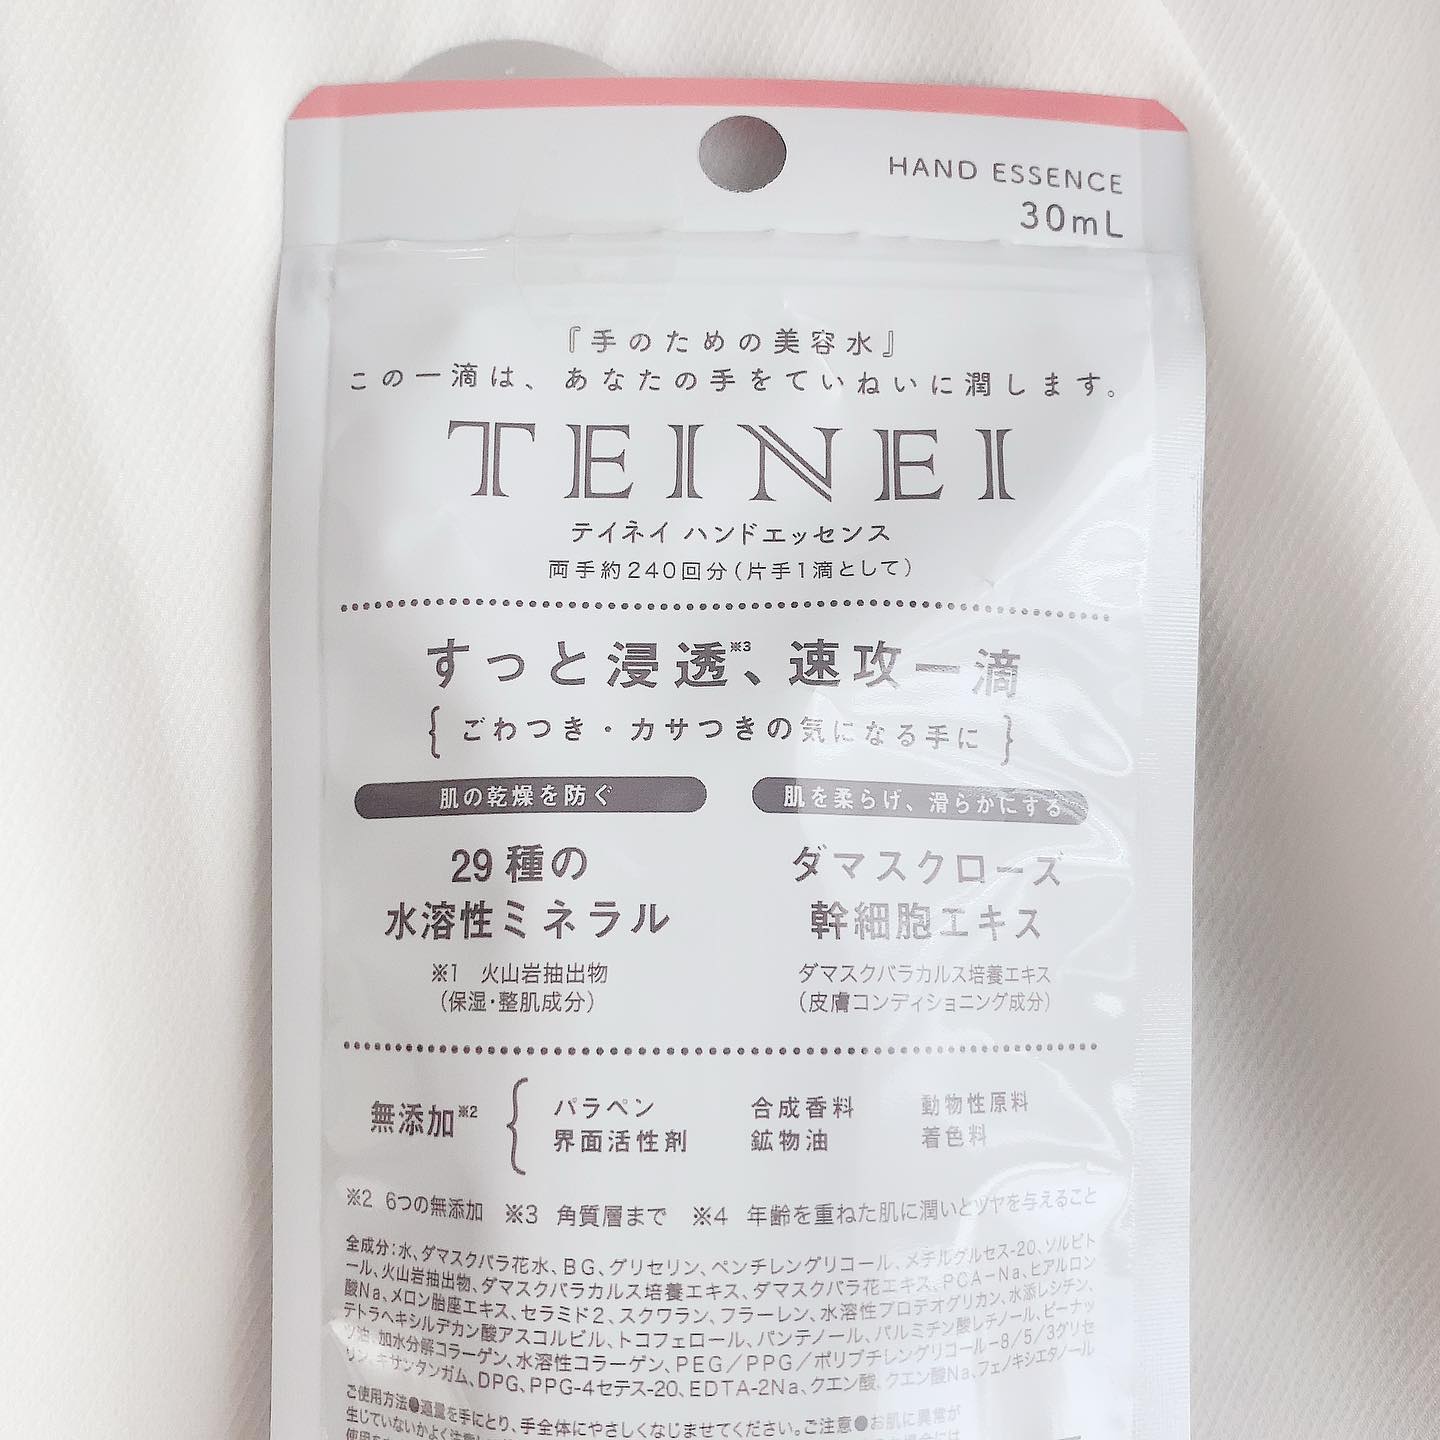 HAND ESSENCE
30mL
『手のための美容水』
この一滴は、あなたの手をていねいに潤します。
TEINEI
テイネイ ハンドエッセンス
両手約240回分(片手1滴として)
すっと浸透※3、速攻一滴
{ごわつき・カサつきの気になる手に}
肌の乾燥を防ぐ
29種の
水溶性ミネラル
※1 火山岩抽出物
(保湿・整肌成分)
肌を柔らげ、滑らかにする
ダマスクローズ
幹細胞エキス
ダマスクバラカルス培養エキス
(皮膚コンディショニング成分)
無添加※2
パラベン 合成香料 動物性原料
界面活性剤 鉱物油 着色料
※2 6つの無添加 ※3 角質層まで ※4 年齢を重ねた肌に潤いとツヤを与えること
全成分:水、ダマスクバラ花水、BG、グリセリン、ペンチレングリコール、メチルグルセス-20、ソルビト
ール、火山岩抽出物、ダマスクバラカルス培養エキス、ダマスクバラ花エキス、PCA-Na、ヒアルロン
酸Na、メロン胎座エキス、セラミド2、スクワラン、フラーレン、水溶性プロテオグリカン、水添レシチン、
テトラヘキシルデカン酸アスコルビル、トコフェロール、パンテノール、パルミチン酸レチノール、ピーナッ
ツ油、加水分解コラーゲン、水溶性コラーゲン、PEG/PPG/ポリブチレングリコール-8/5/3グリセ
リン、キサンタンガム、DPG、PPG-4セテス-20、EDTA-2Na、クエン酸、クエン酸Na、フェノキシエタノール
ご使用方法●適量を手にとり、手全体にやさしくなじませてください。ご注意●お肌に異常が
生じていないかよく注意して